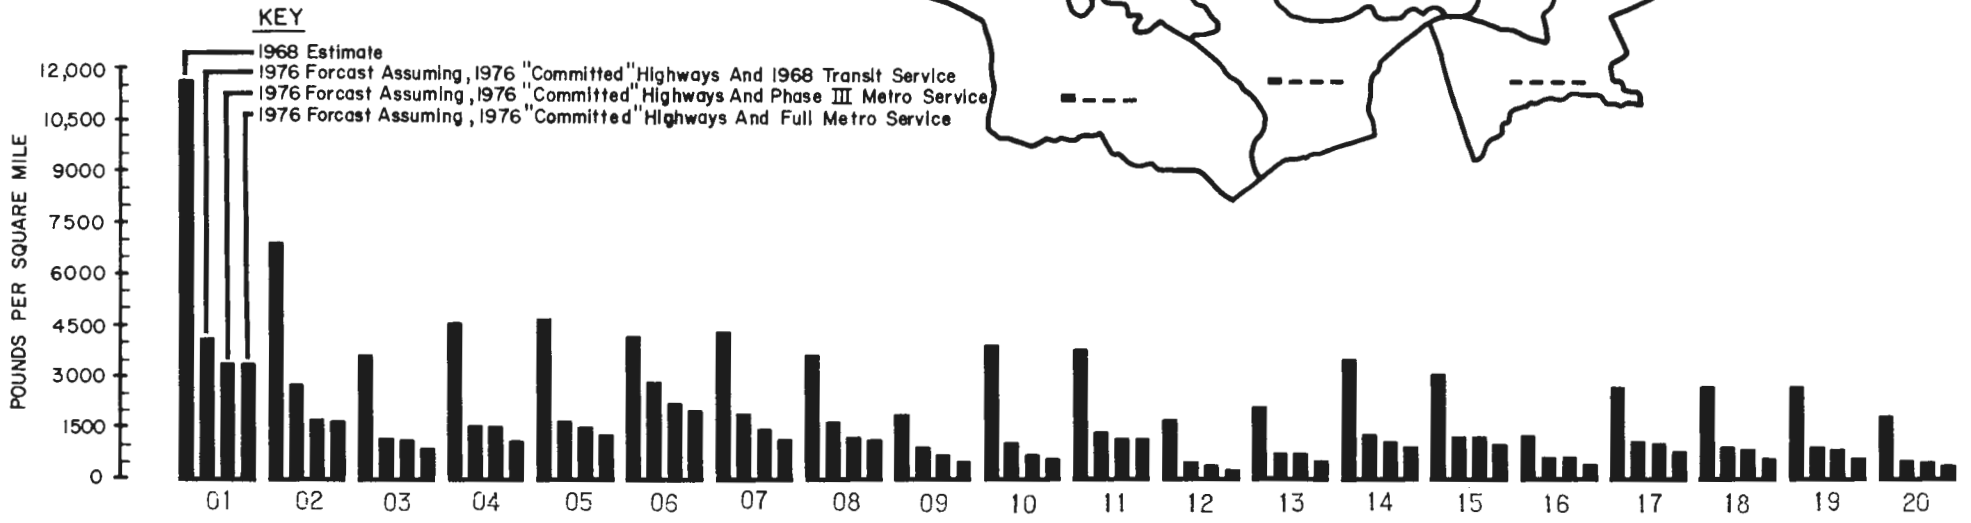 KEY
1968 Estimate
1976 Forcast Assuming, 1976 "Committed" Highways And 1968 Transit Service
1976 Forcast Assuming, 1976 "Committed" Highways And Phase III Metro Service
1976 Forcast Assuming, 1976 "Committed" Highways And Full Metro Service
POUNDS PER SQUARE MILE
12,000
10,500
9000
7500
6000
4500
3000
1500
0
01 02 03 04 05 06 07 08 09 10 11 12 13 14 15 16 17 18 19 20